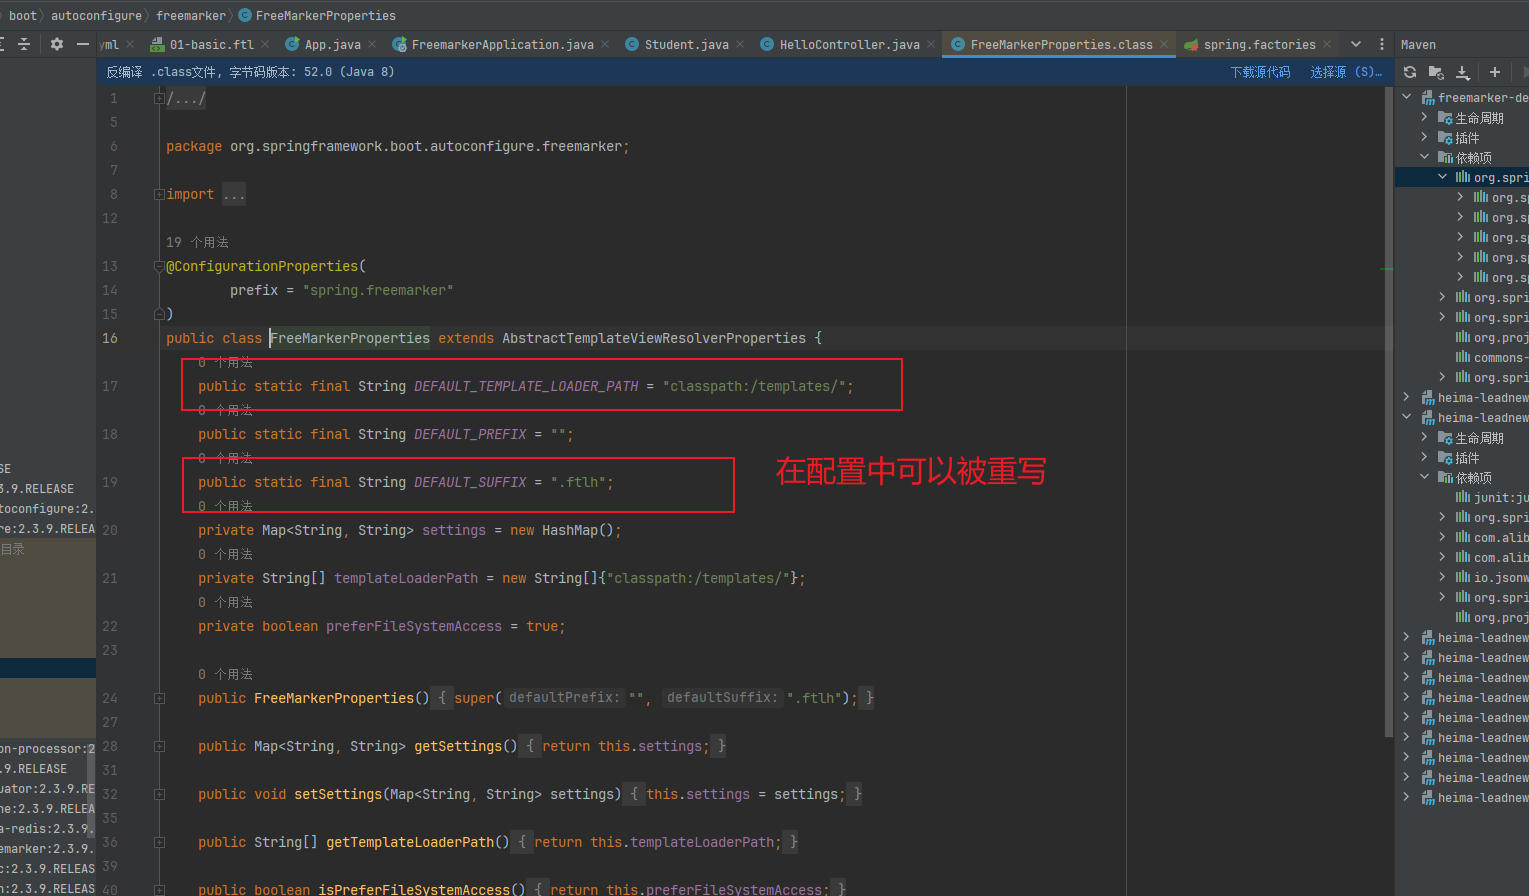 boot autoconfigure freemarker FreeMarkerProperties
yml 01-basic.ftl App.java FreemarkerApplication.java Student.java HelloController.java FreeMarkerProperties.class spring.factories Maven
反编译 .class文件, 字节码版本: 52.0 (Java 8) 下载源代码 选择源 (S)…
1 /.../
5
6 package org.springframework.boot.autoconfigure.freemarker;
7
8 import ...
12
19 个用法
13 @ConfigurationProperties(
14 prefix = "spring.freemarker"
15 )
16 public class FreeMarkerProperties extends AbstractTemplateViewResolverProperties {
0 个用法
17 public static final String DEFAULT_TEMPLATE_LOADER_PATH = "classpath:/templates/";
0 个用法
18 public static final String DEFAULT_PREFIX = "";
0 个用法
19 public static final String DEFAULT_SUFFIX = ".ftlh";
在配置中可以被重写
0 个用法
20 private Map<String, String> settings = new HashMap();
0 个用法
21 private String[] templateLoaderPath = new String[]{"classpath:/templates/"};
0 个用法
22 private boolean preferFileSystemAccess = true;
23
0 个用法
24 public FreeMarkerProperties() { super( defaultPrefix: "", defaultSuffix: ".ftlh"); }
27
28 public Map<String, String> getSettings() { return this.settings; }
31
32 public void setSettings(Map<String, String> settings) { this.settings = settings; }
35
36 public String[] getTemplateLoaderPath() { return this.templateLoaderPath; }
39
40 public boolean isPreferFileSystemAccess() { return this.preferFileSystemAccess; }
SE
3.9.RELEASE
toconfigure:2.
re:2.3.9.RELEA
目录
on-processor:2
.9.RELEASE
uator:2.3.9.RE
ne:2.3.9.RELEA
a-redis:2.3.9.
emarker:2.3.9.
c:2.3.9.RELEAS
n:2.3.9.RELEAS
freemarker-de
生命周期
插件
依赖项
org.spri
org.sp
org.sp
org.sp
org.sp
org.sp
org.spri
org.spri
org.proj
commons-
org.spri
heima-leadnew
heima-leadnew
生命周期
插件
依赖项
junit:ju
org.spri
com.alib
com.alib
io.jsonw
org.spri
org.proj
heima-leadnew
heima-leadnew
heima-leadnew
heima-leadnew
heima-leadnew
heima-leadnew
heima-leadnew
heima-leadnew
heima-leadnew